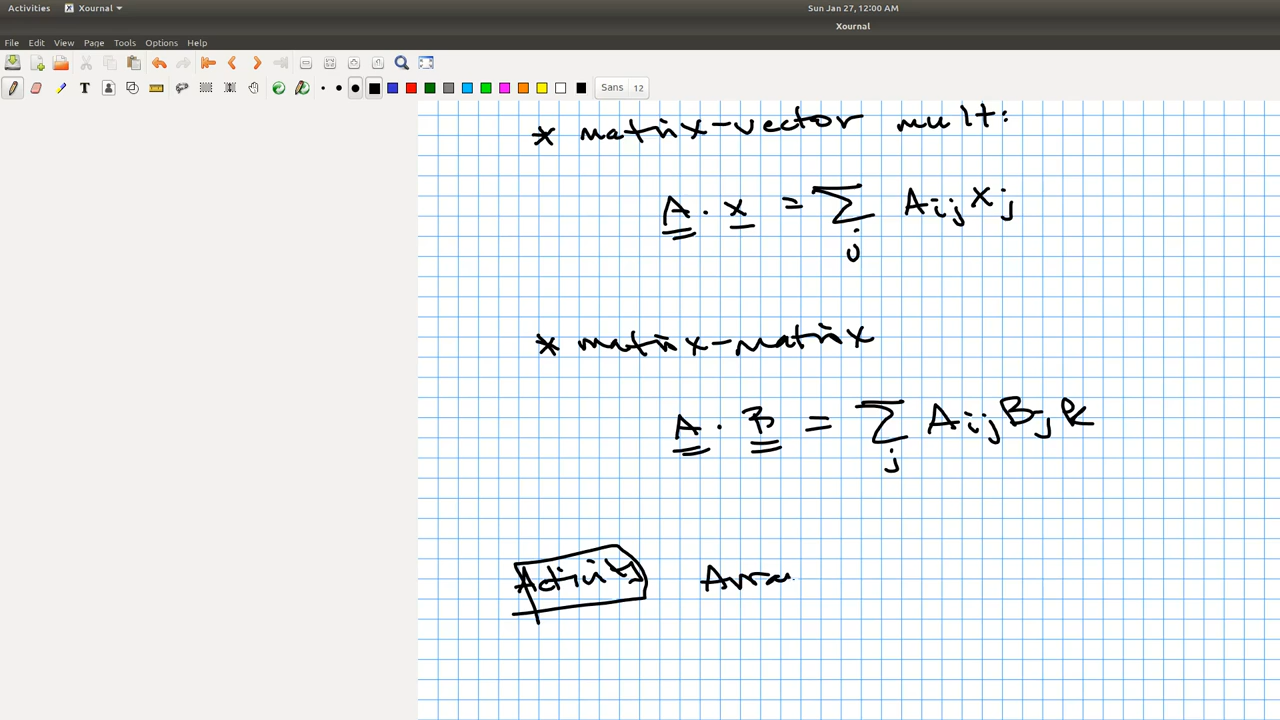 Activities Xournal Sun Jan 27, 12:00 AM
Xournal
File Edit View Page Tools Options Help
Sans 12
* matrix-vector mult:
A · x = ∑ Aij xj
j
* matrix-matrix
A · B = ∑ Aij Bjk
j
Activity Arra